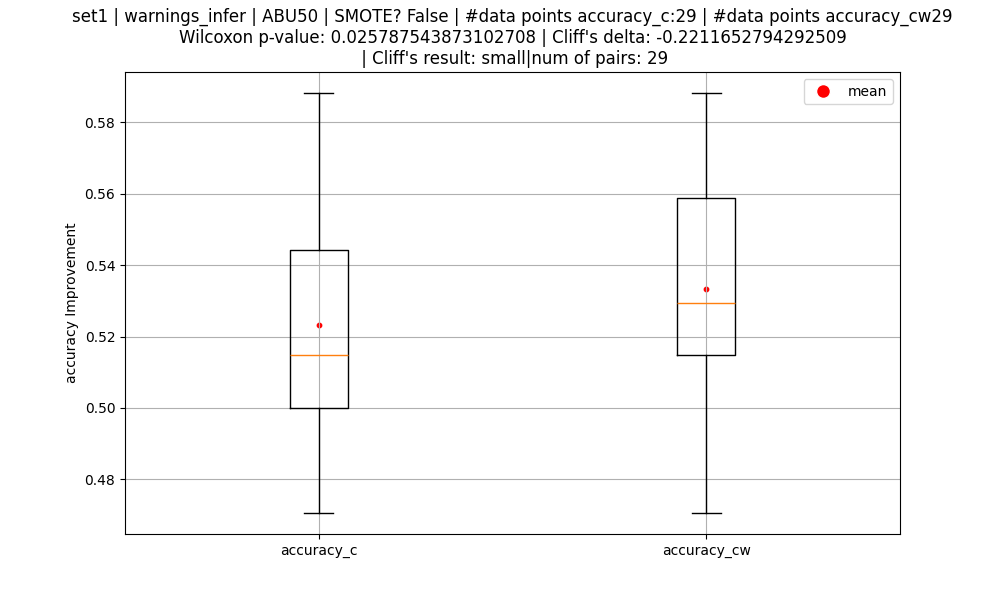 set1 | warnings_infer | ABU50 | SMOTE? False | #data points accuracy_c:29 | #data points accuracy_cw29
Wilcoxon p-value: 0.025787543873102708 | Cliff's delta: -0.2211652794292509
| Cliff's result: small|num of pairs: 29
mean
0.58
0.56
0.54
0.52
0.50
0.48
accuracy Improvement
accuracy_c
accuracy_cw